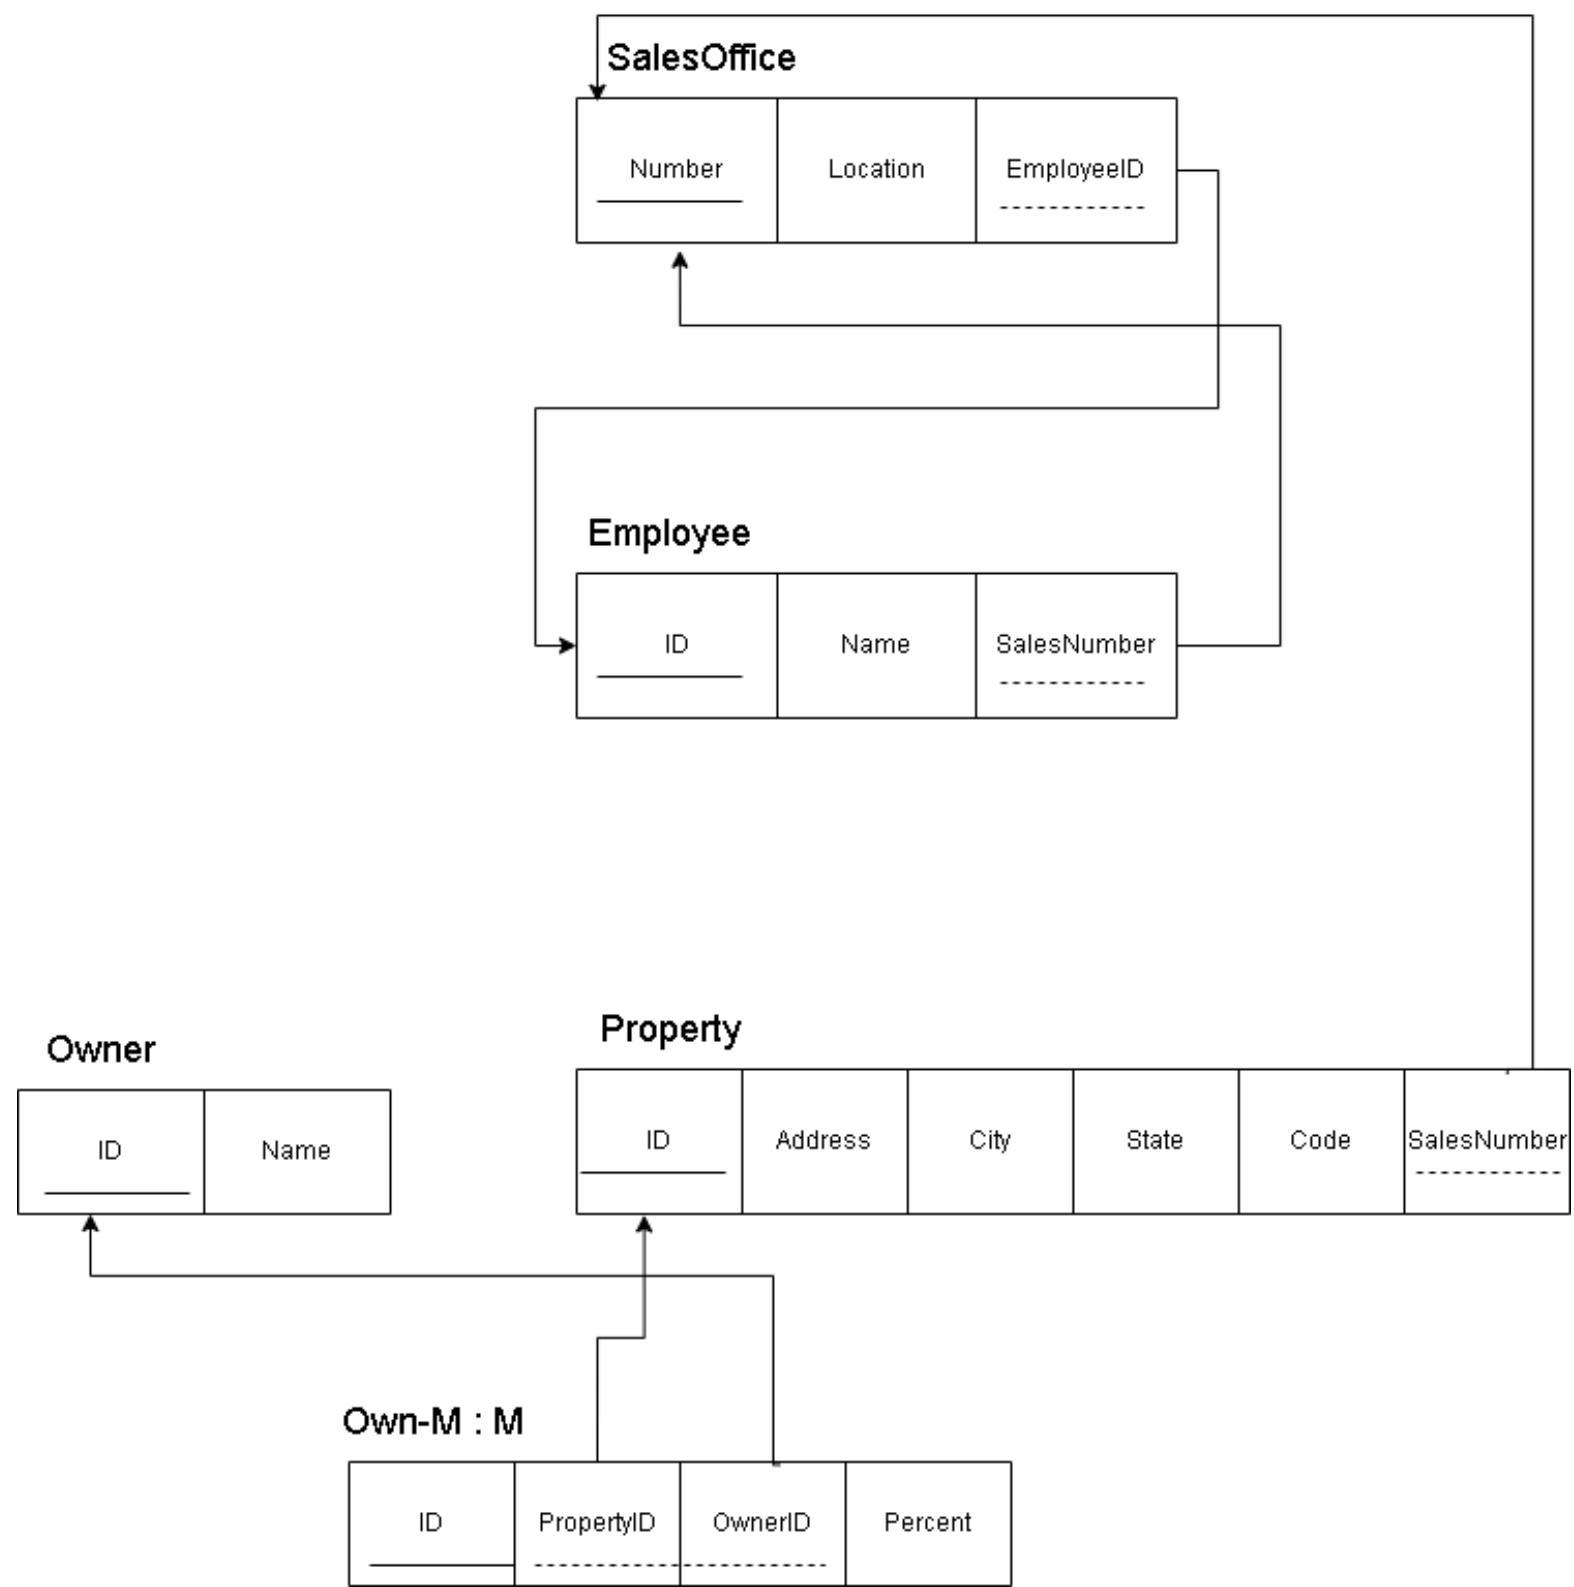 SalesOffice
Number Location EmployeeID
Employee
ID Name SalesNumber
Owner
ID Name
Property
ID Address City State Code SalesNumber
Own-M : M
ID PropertyID OwnerID Percent